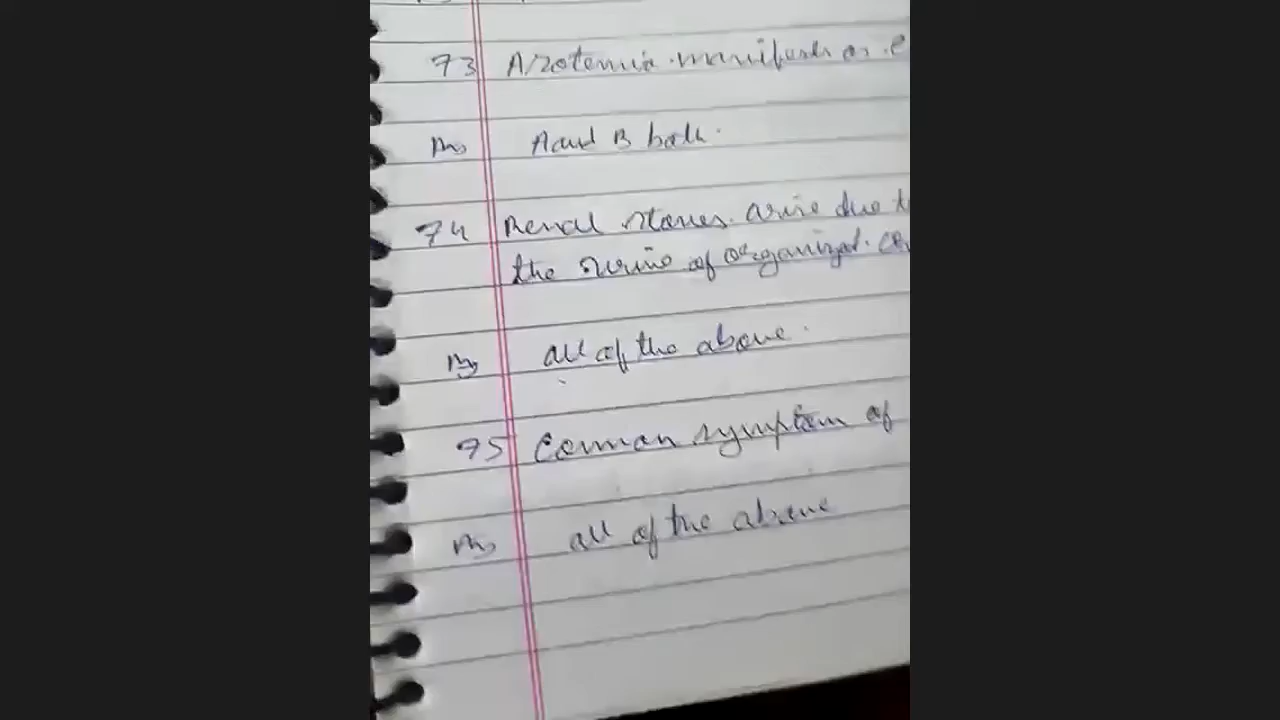 73 Azotemia manifests as
Ans A and B both.
74 Renal stones arise due t
the urine of organized
Ans all of the above.
75 Common symptom of
Ans all of the above